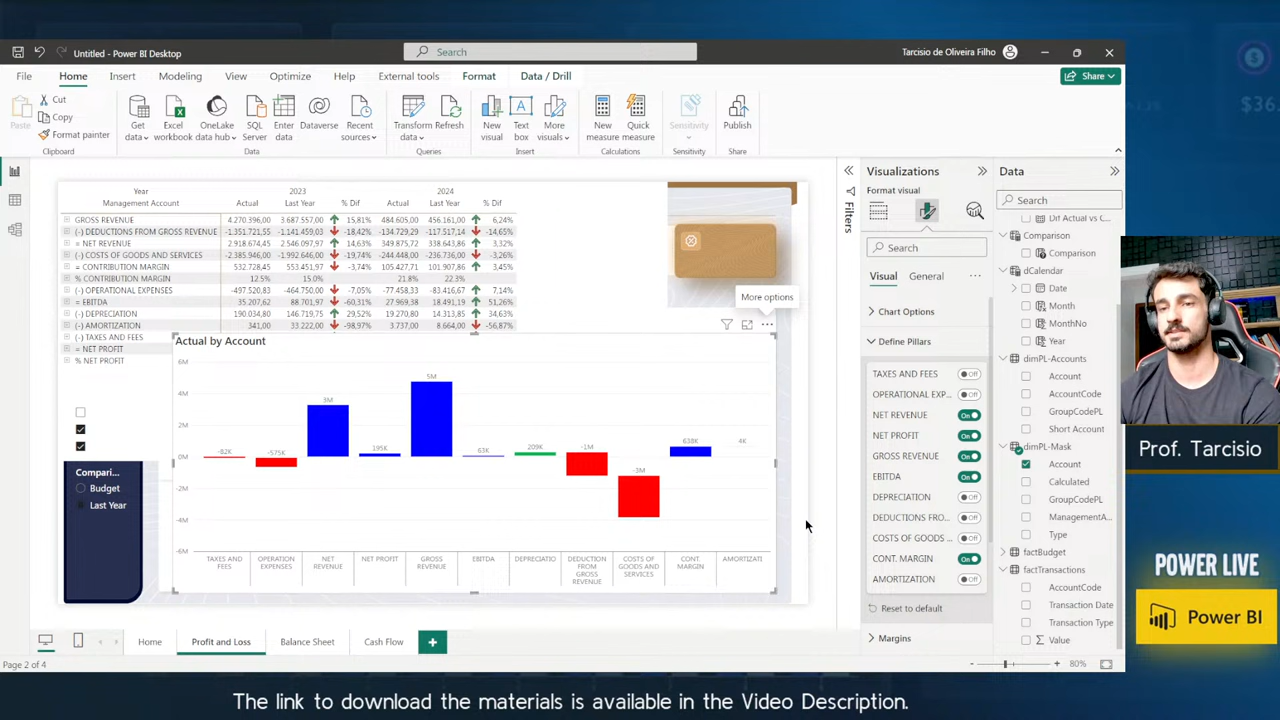 Untitled - Power BI Desktop
Search
Tarcisio de Oliveira Filho
File Home Insert Modeling View Optimize Help External tools Format Data / Drill
Share
Paste
Cut
Copy
Format painter
Get data
Excel workbook
OneLake data hub
SQL Server
Enter data
Dataverse
Recent sources
Transform data
Refresh
New visual
Text box
More visuals
New measure
Quick measure
Sensitivity
Publish
Clipboard Data Queries Insert Calculations Sensitivity Share
Year 2023 2024
Management Account Actual Last Year % Dif Actual Last Year % Dif
GROSS REVENUE 4.270.396,00 3.687.557,00 15,81% 484.605,00 456.161,00 6,24%
(-) DEDUCTIONS FROM GROSS REVENUE -1.351.721,55 -1.141.459,03 -18,42% -134.729,29 -117.517,14 -14,65%
= NET REVENUE 2.918.674,45 2.546.097,97 14,63% 349.875,72 338.643,86 3,32%
(-) COSTS OF GOODS AND SERVICES -2.385.946,00 -1.992.646,00 -19,74% -244.448,00 -236.736,00 -3,26%
= CONTRIBUTION MARGIN 532.728,45 553.451,97 -3,74% 105.427,71 101.907,86 3,45%
% CONTRIBUTION MARGIN 12.5% 15.0% 21.8% 22.3%
(-) OPERATIONAL EXPENSES -497.520,83 -464.750,00 -7,05% -77.458,33 -83.416,67 7,14%
= EBITDA 35.207,62 88.701,97 -60,31% 27.969,38 18.491,19 51,26%
(-) DEPRECIATION 190.034,80 146.719,75 29,52% 19.270,80 14.313,85 34,63%
(-) AMORTIZATION 341,00 33.222,00 -98,97% 3.737,00 8.664,00 -56,87%
(-) TAXES AND FEES
= NET PROFIT
% NET PROFIT
More options
Actual by Account
6M
4M
2M
0M
-2M
-4M
-6M
-82K -575K 3M 195K 5M 63K 209K -1M -3M 638K 4K
TAXES AND FEES
OPERATION EXPENSES
NET REVENUE
NET PROFIT
GROSS REVENUE
EBITDA
DEPRECIATIO
DEDUCTION FROM GROSS REVENUE
COSTS OF GOODS AND SERVICES
CONT. MARGIN
AMORTIZATI
Compari...
Budget
Last Year
Filters
Visualizations
Format visual
Search
Visual General
Chart Options
Define Pillars
TAXES AND FEES Off
OPERATIONAL EXP... Off
NET REVENUE On
NET PROFIT On
GROSS REVENUE On
EBITDA On
DEPRECIATION Off
DEDUCTIONS FRO... Off
COSTS OF GOODS ... Off
CONT. MARGIN On
AMORTIZATION Off
Reset to default
Margins
Data
Search
Dif Actual vs C...
Comparison
Comparison
dCalendar
Date
Month
MonthNo
Year
dimPL-Accounts
Account
AccountCode
GroupCodePL
Short Account
dimPL-Mask
Account
Calculated
GroupCodePL
ManagementA...
Type
factBudget
factTransactions
AccountCode
Transaction Date
Transaction Type
Value
Home Profit and Loss Balance Sheet Cash Flow
Page 2 of 4
80%
$36
Prof. Tarcisio
POWER LIVE
Power BI
The link to download the materials is available in the Video Description.